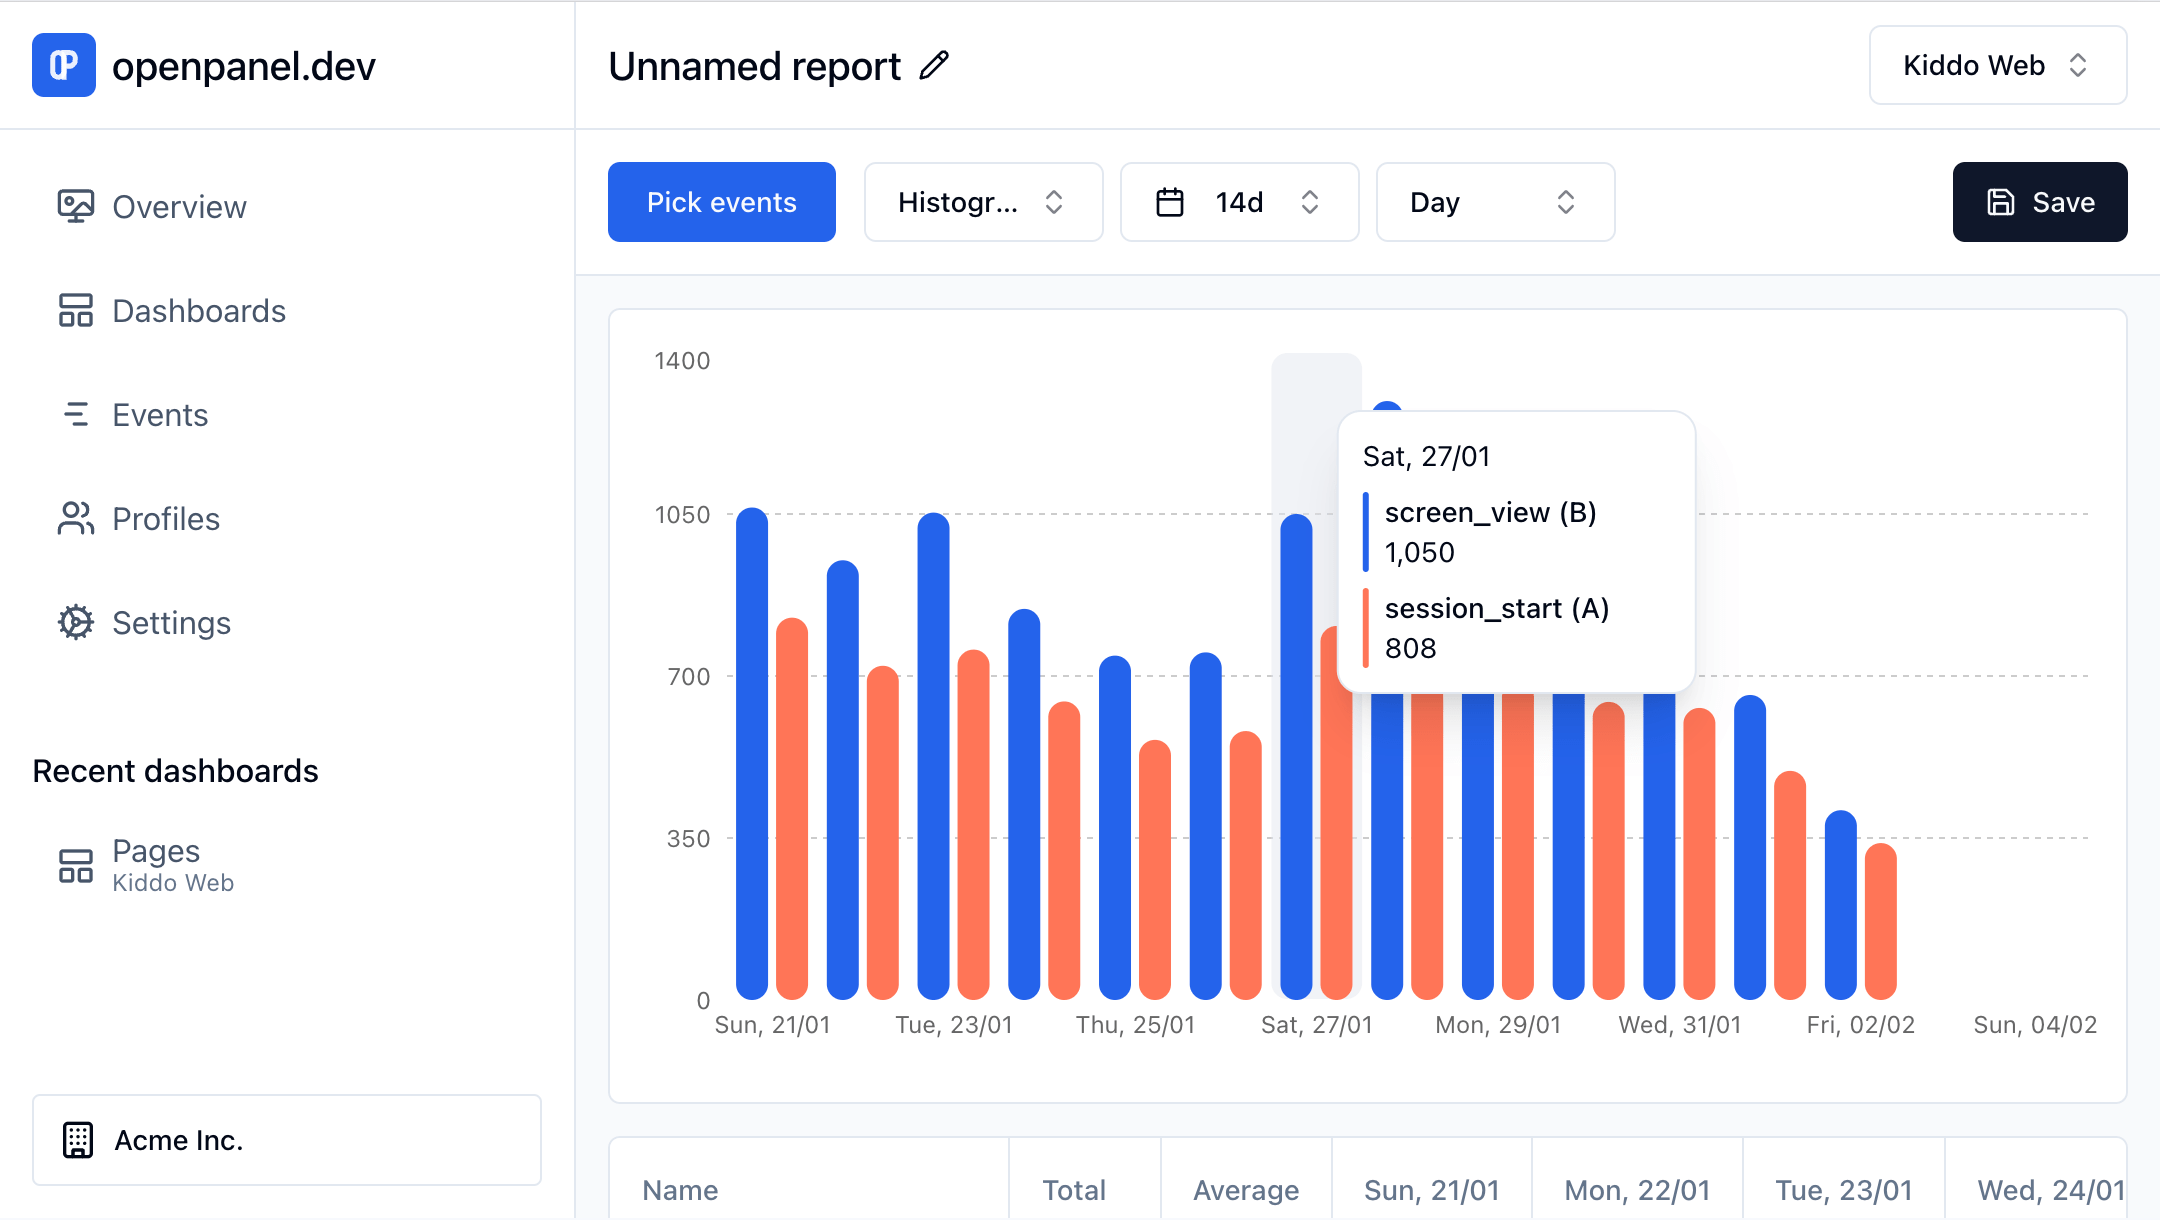 openpanel.dev
Unnamed report
Kiddo Web
Overview
Dashboards
Events
Profiles
Settings
Recent dashboards
Pages
Kiddo Web
Acme Inc.
Pick events
Histogr...
14d
Day
Save
1400
1050
700
350
0
Sat, 27/01
screen_view (B)
1,050
session_start (A)
808
Sun, 21/01 Tue, 23/01 Thu, 25/01 Sat, 27/01 Mon, 29/01 Wed, 31/01 Fri, 02/02 Sun, 04/02
Name Total Average Sun, 21/01 Mon, 22/01 Tue, 23/01 Wed, 24/01